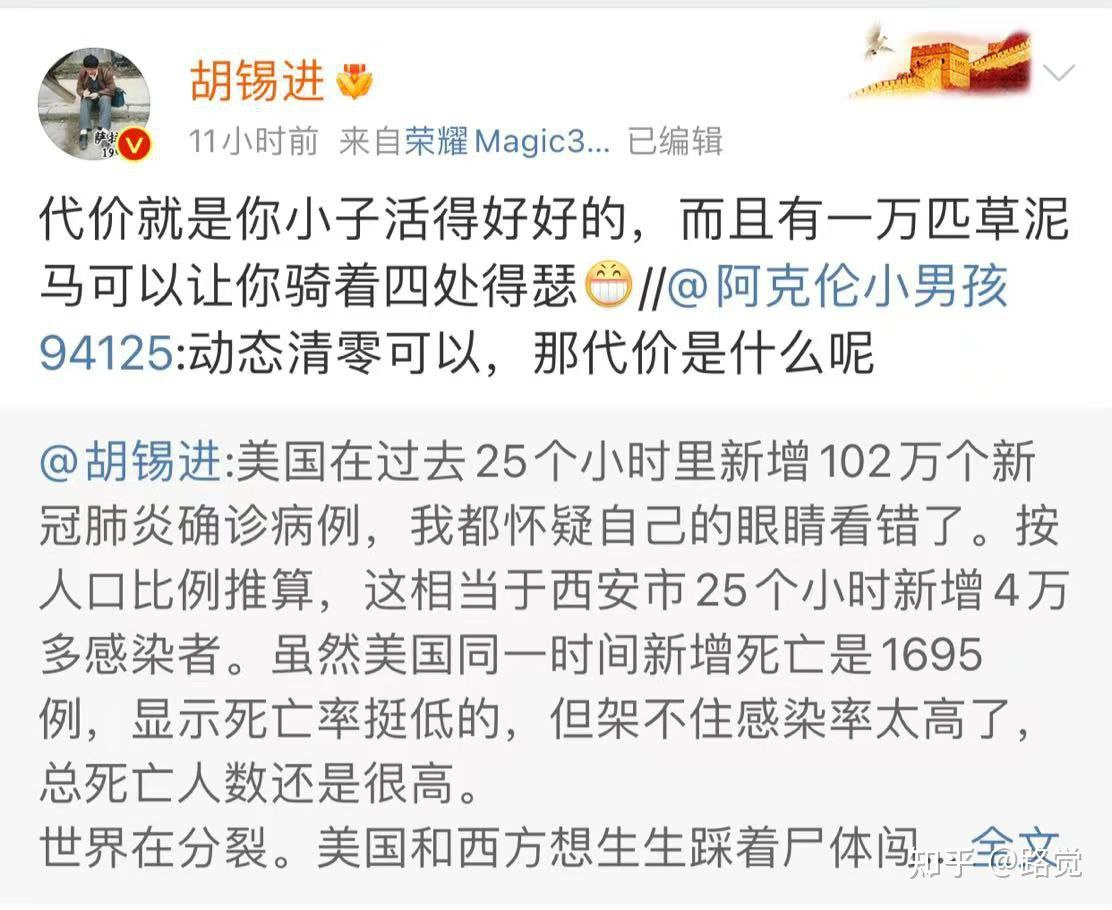 胡锡进
11小时前 来自荣耀Magic3... 已编辑
代价就是你小子活得好好的，而且有一万匹草泥
马可以让你骑着四处得瑟//@阿克伦小男孩
94125:动态清零可以，那代价是什么呢
@胡锡进:美国在过去25个小时里新增102万个新
冠肺炎确诊病例，我都怀疑自己的眼睛看错了。按
人口比例推算，这相当于西安市25个小时新增4万
多感染者。虽然美国同一时间新增死亡是1695
例，显示死亡率挺低的，但架不住感染率太高了，
总死亡人数还是很高。
世界在分裂。美国和西方想生生踩着尸体闯... 全文
知乎 @路觉